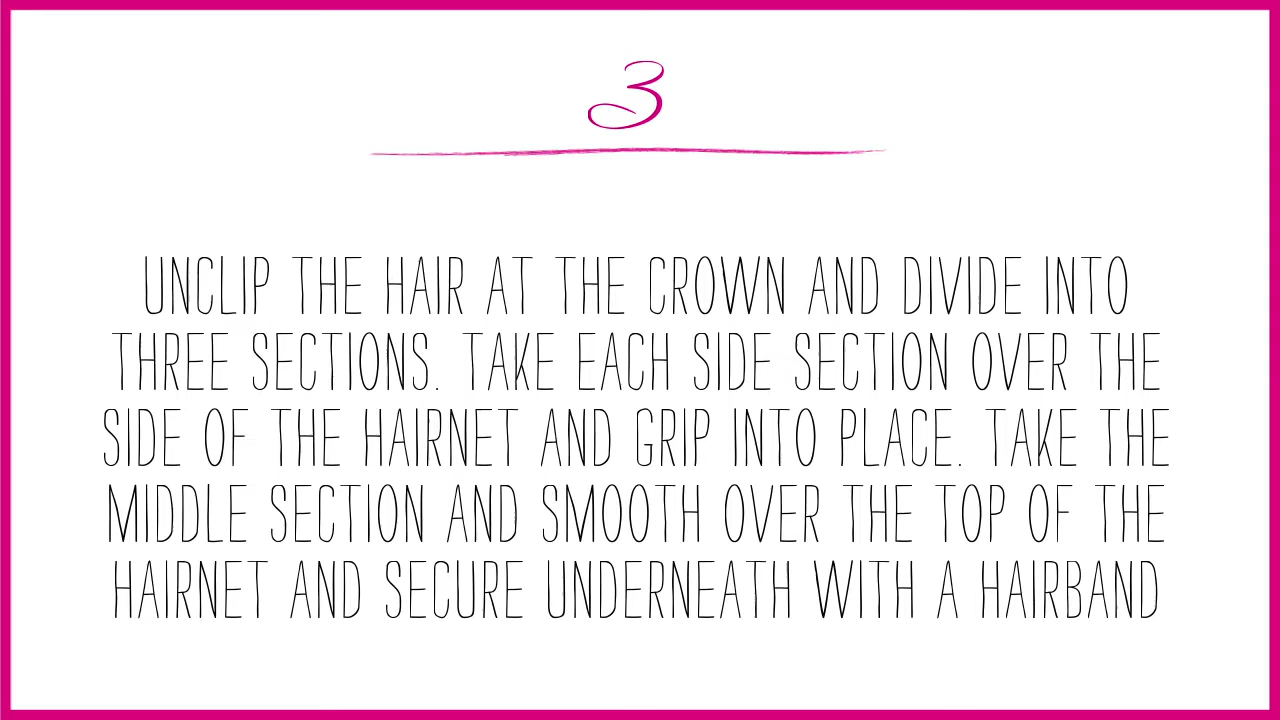 3
UNCLIP THE HAIR AT THE CROWN AND DIVIDE INTO
THREE SECTIONS. TAKE EACH SIDE SECTION OVER THE
SIDE OF THE HAIRNET AND GRIP INTO PLACE. TAKE THE
MIDDLE SECTION AND SMOOTH OVER THE TOP OF THE
HAIRNET AND SECURE UNDERNEATH WITH A HAIRBAND